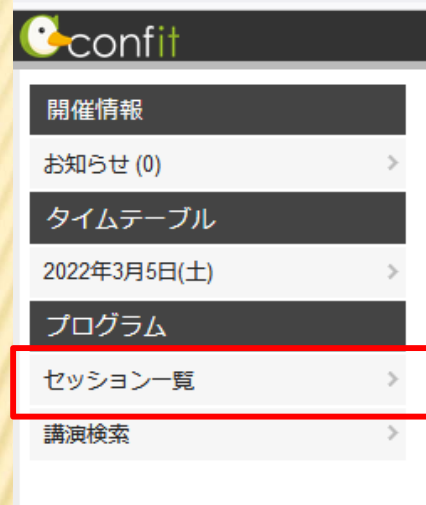 confit
開催情報
お知らせ (0)
タイムテーブル
2022年3月5日(土)
プログラム
セッション一覧
講演検索